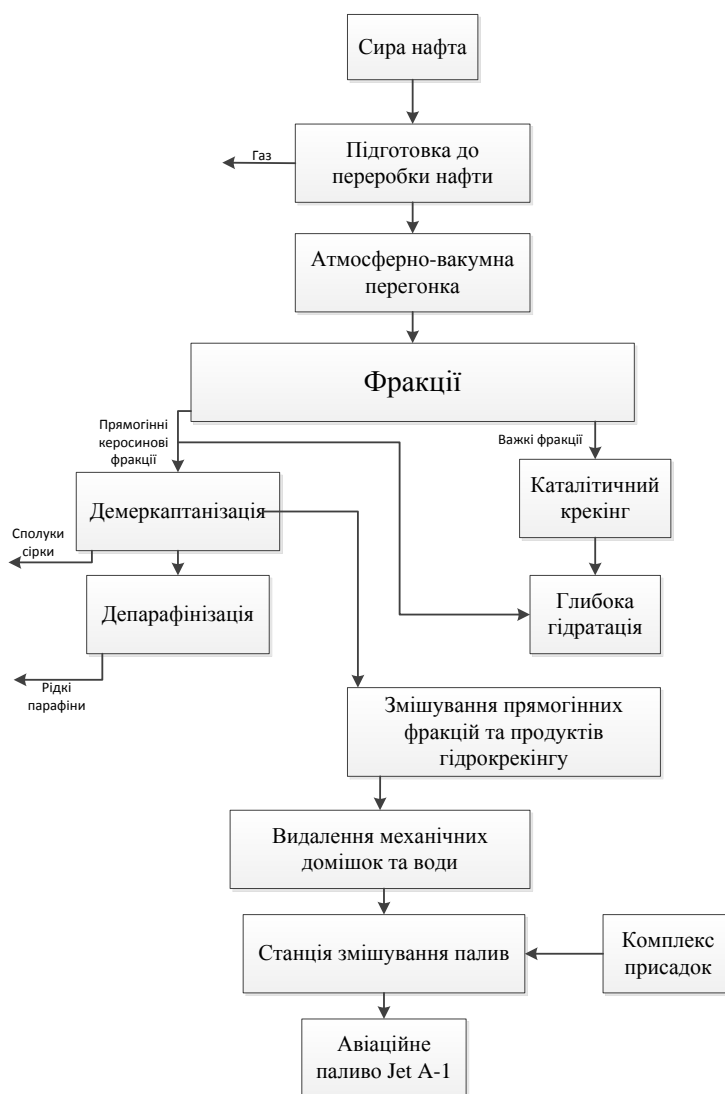 Сира нафта
Газ
Підготовка до
переробки нафти
Атмосферно-вакумна
перегонка
Фракції
Прямогінні
керосинові
фракції
Важкі фракції
Каталітичний
крекінг
Демеркаптанізація
Сполуки
сірки
Депарафінізація
Глибока
гідратація
Рідкі
парафіни
Змішування прямогінних
фракцій та продуктів
гідрокрекінгу
Видалення механічних
домішок та води
Станція змішування палив
Комплекс
присадок
Авіаційне
паливо Jet A-1